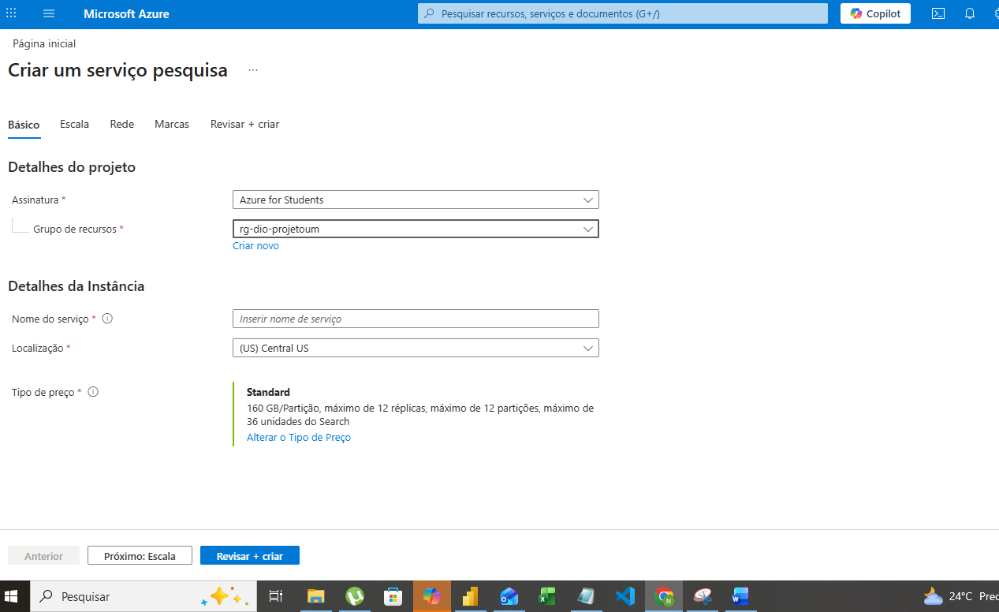 Microsoft Azure
Pesquisar recursos, serviços e documentos (G+/)
Copilot
Página inicial
Criar um serviço pesquisa ...
Básico Escala Rede Marcas Revisar + criar
Detalhes do projeto
Assinatura * Azure for Students
Grupo de recursos * rg-dio-projetoum
Criar novo
Detalhes da Instância
Nome do serviço * Inserir nome de serviço
Localização * (US) Central US
Tipo de preço * Standard
160 GB/Partição, máximo de 12 réplicas, máximo de 12 partições, máximo de
36 unidades do Search
Alterar o Tipo de Preço
Anterior Próximo: Escala Revisar + criar
Pesquisar 24°C